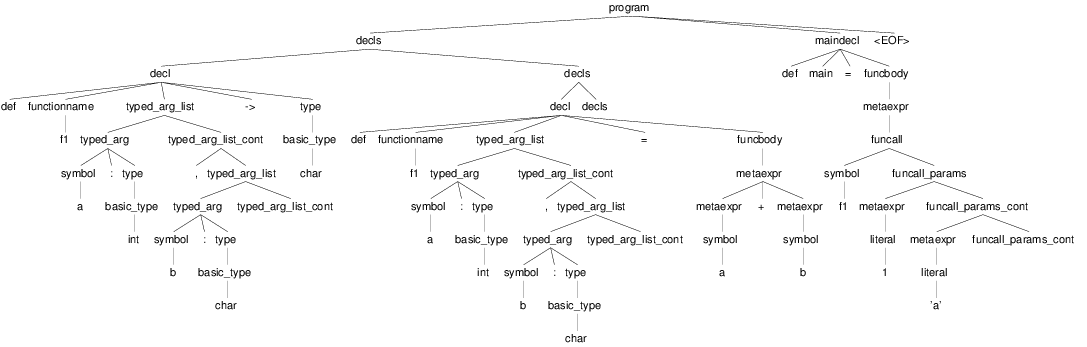 program
decls maindecl <EOF>
decl decls def main = funcbody
def functionname typed_arg_list -> type decl decls metaexpr
f1 typed_arg typed_arg_list_cont basic_type def functionname typed_arg_list = funcbody funcall
symbol : type , typed_arg_list char f1 typed_arg typed_arg_list_cont metaexpr symbol funcall_params
a basic_type typed_arg typed_arg_list_cont symbol : type , typed_arg_list metaexpr + metaexpr f1 metaexpr funcall_params_cont
int symbol : type a basic_type typed_arg typed_arg_list_cont symbol symbol literal metaexpr funcall_params_cont
b basic_type int symbol : type a b 1 literal
char b basic_type 'a'
char